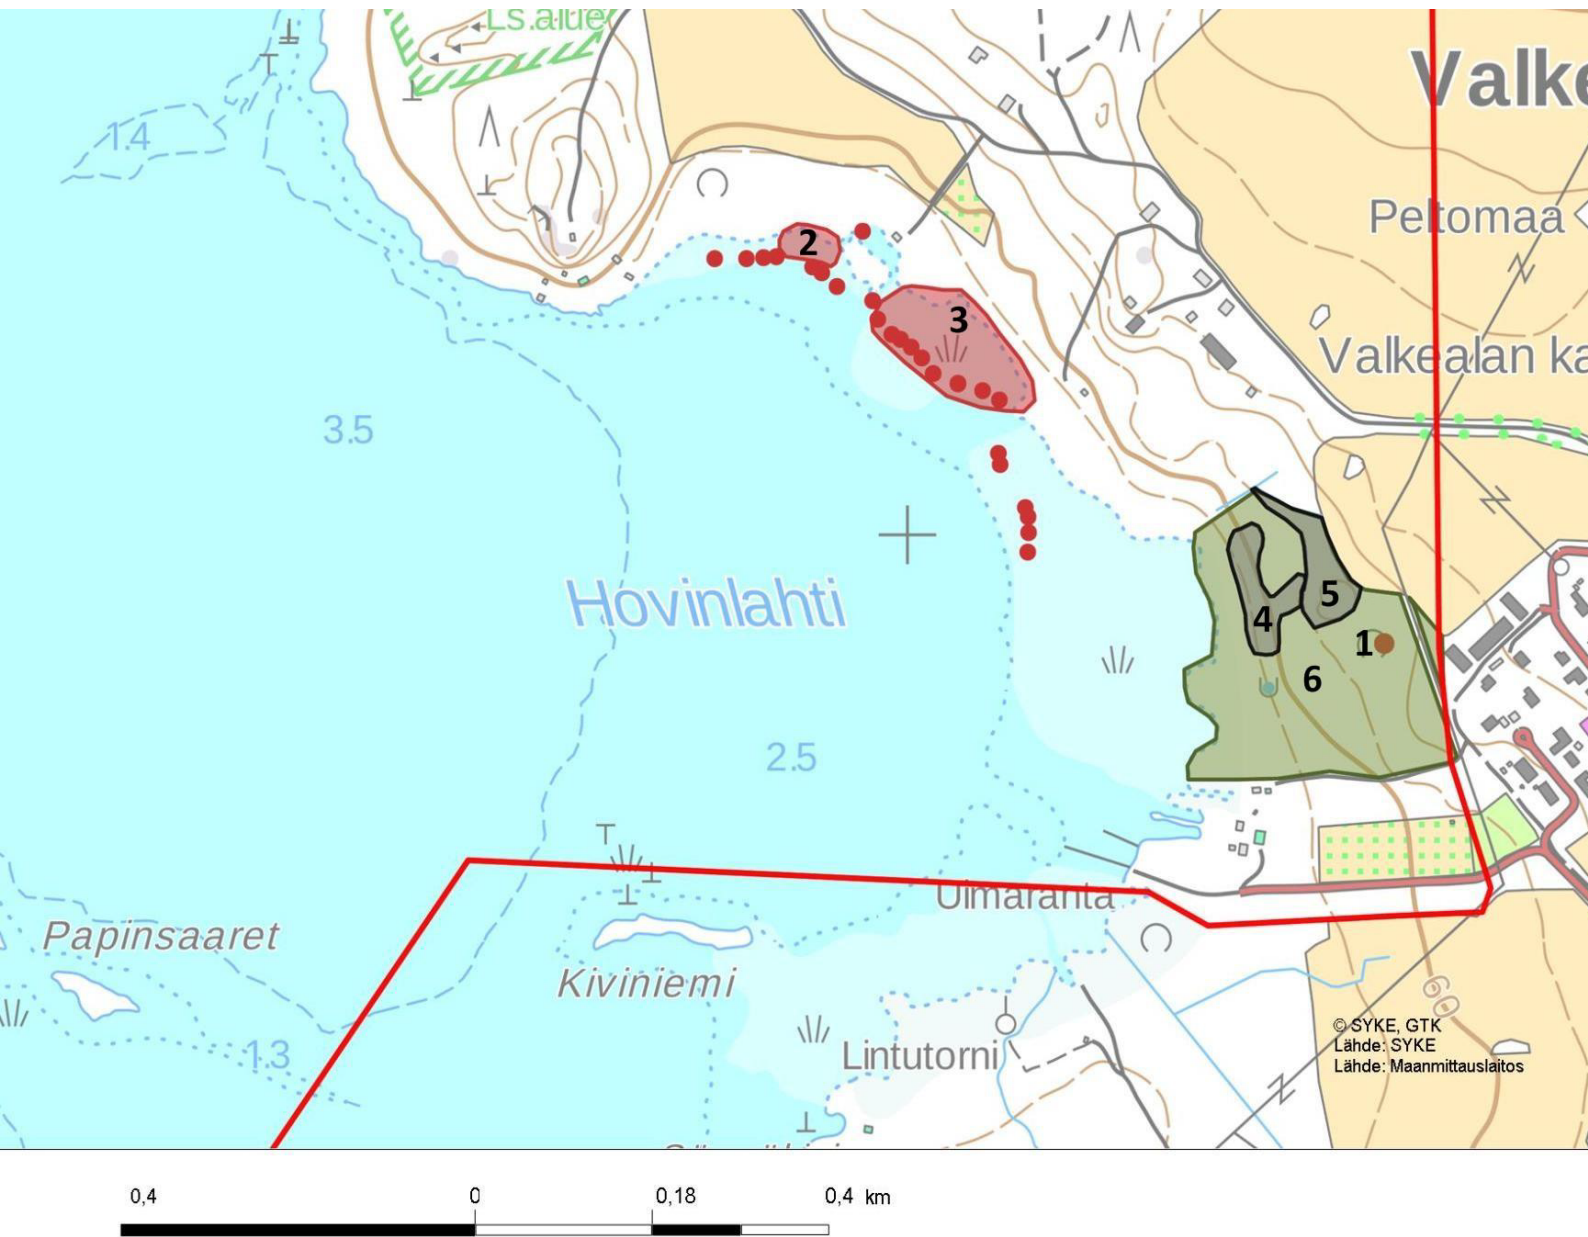 Ls.alue
Valke
1.4
Peltomaa
2
3
Valkealan ka
3.5
5
4
1
6
Hovinlahti
2.5
Uimaranta
Papinsaaret
Kiviniemi
60
© SYKE, GTK
Lähde: SYKE
Lähde: Maanmittauslaitos
1.3
Lintutorni
0,4 0 0,18 0,4 km